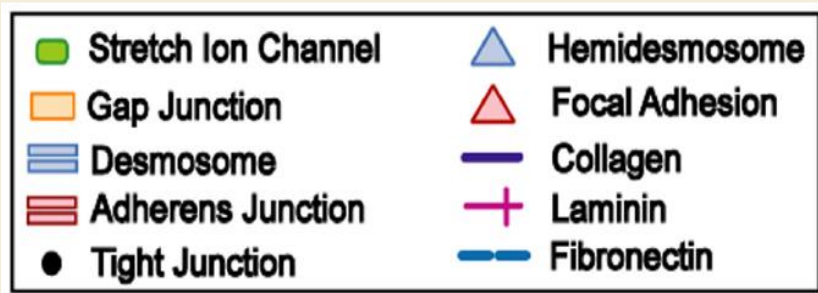 Stretch Ion Channel
Gap Junction
Desmosome
Adherens Junction
Tight Junction
Hemidesmosome
Focal Adhesion
Collagen
Laminin
Fibronectin